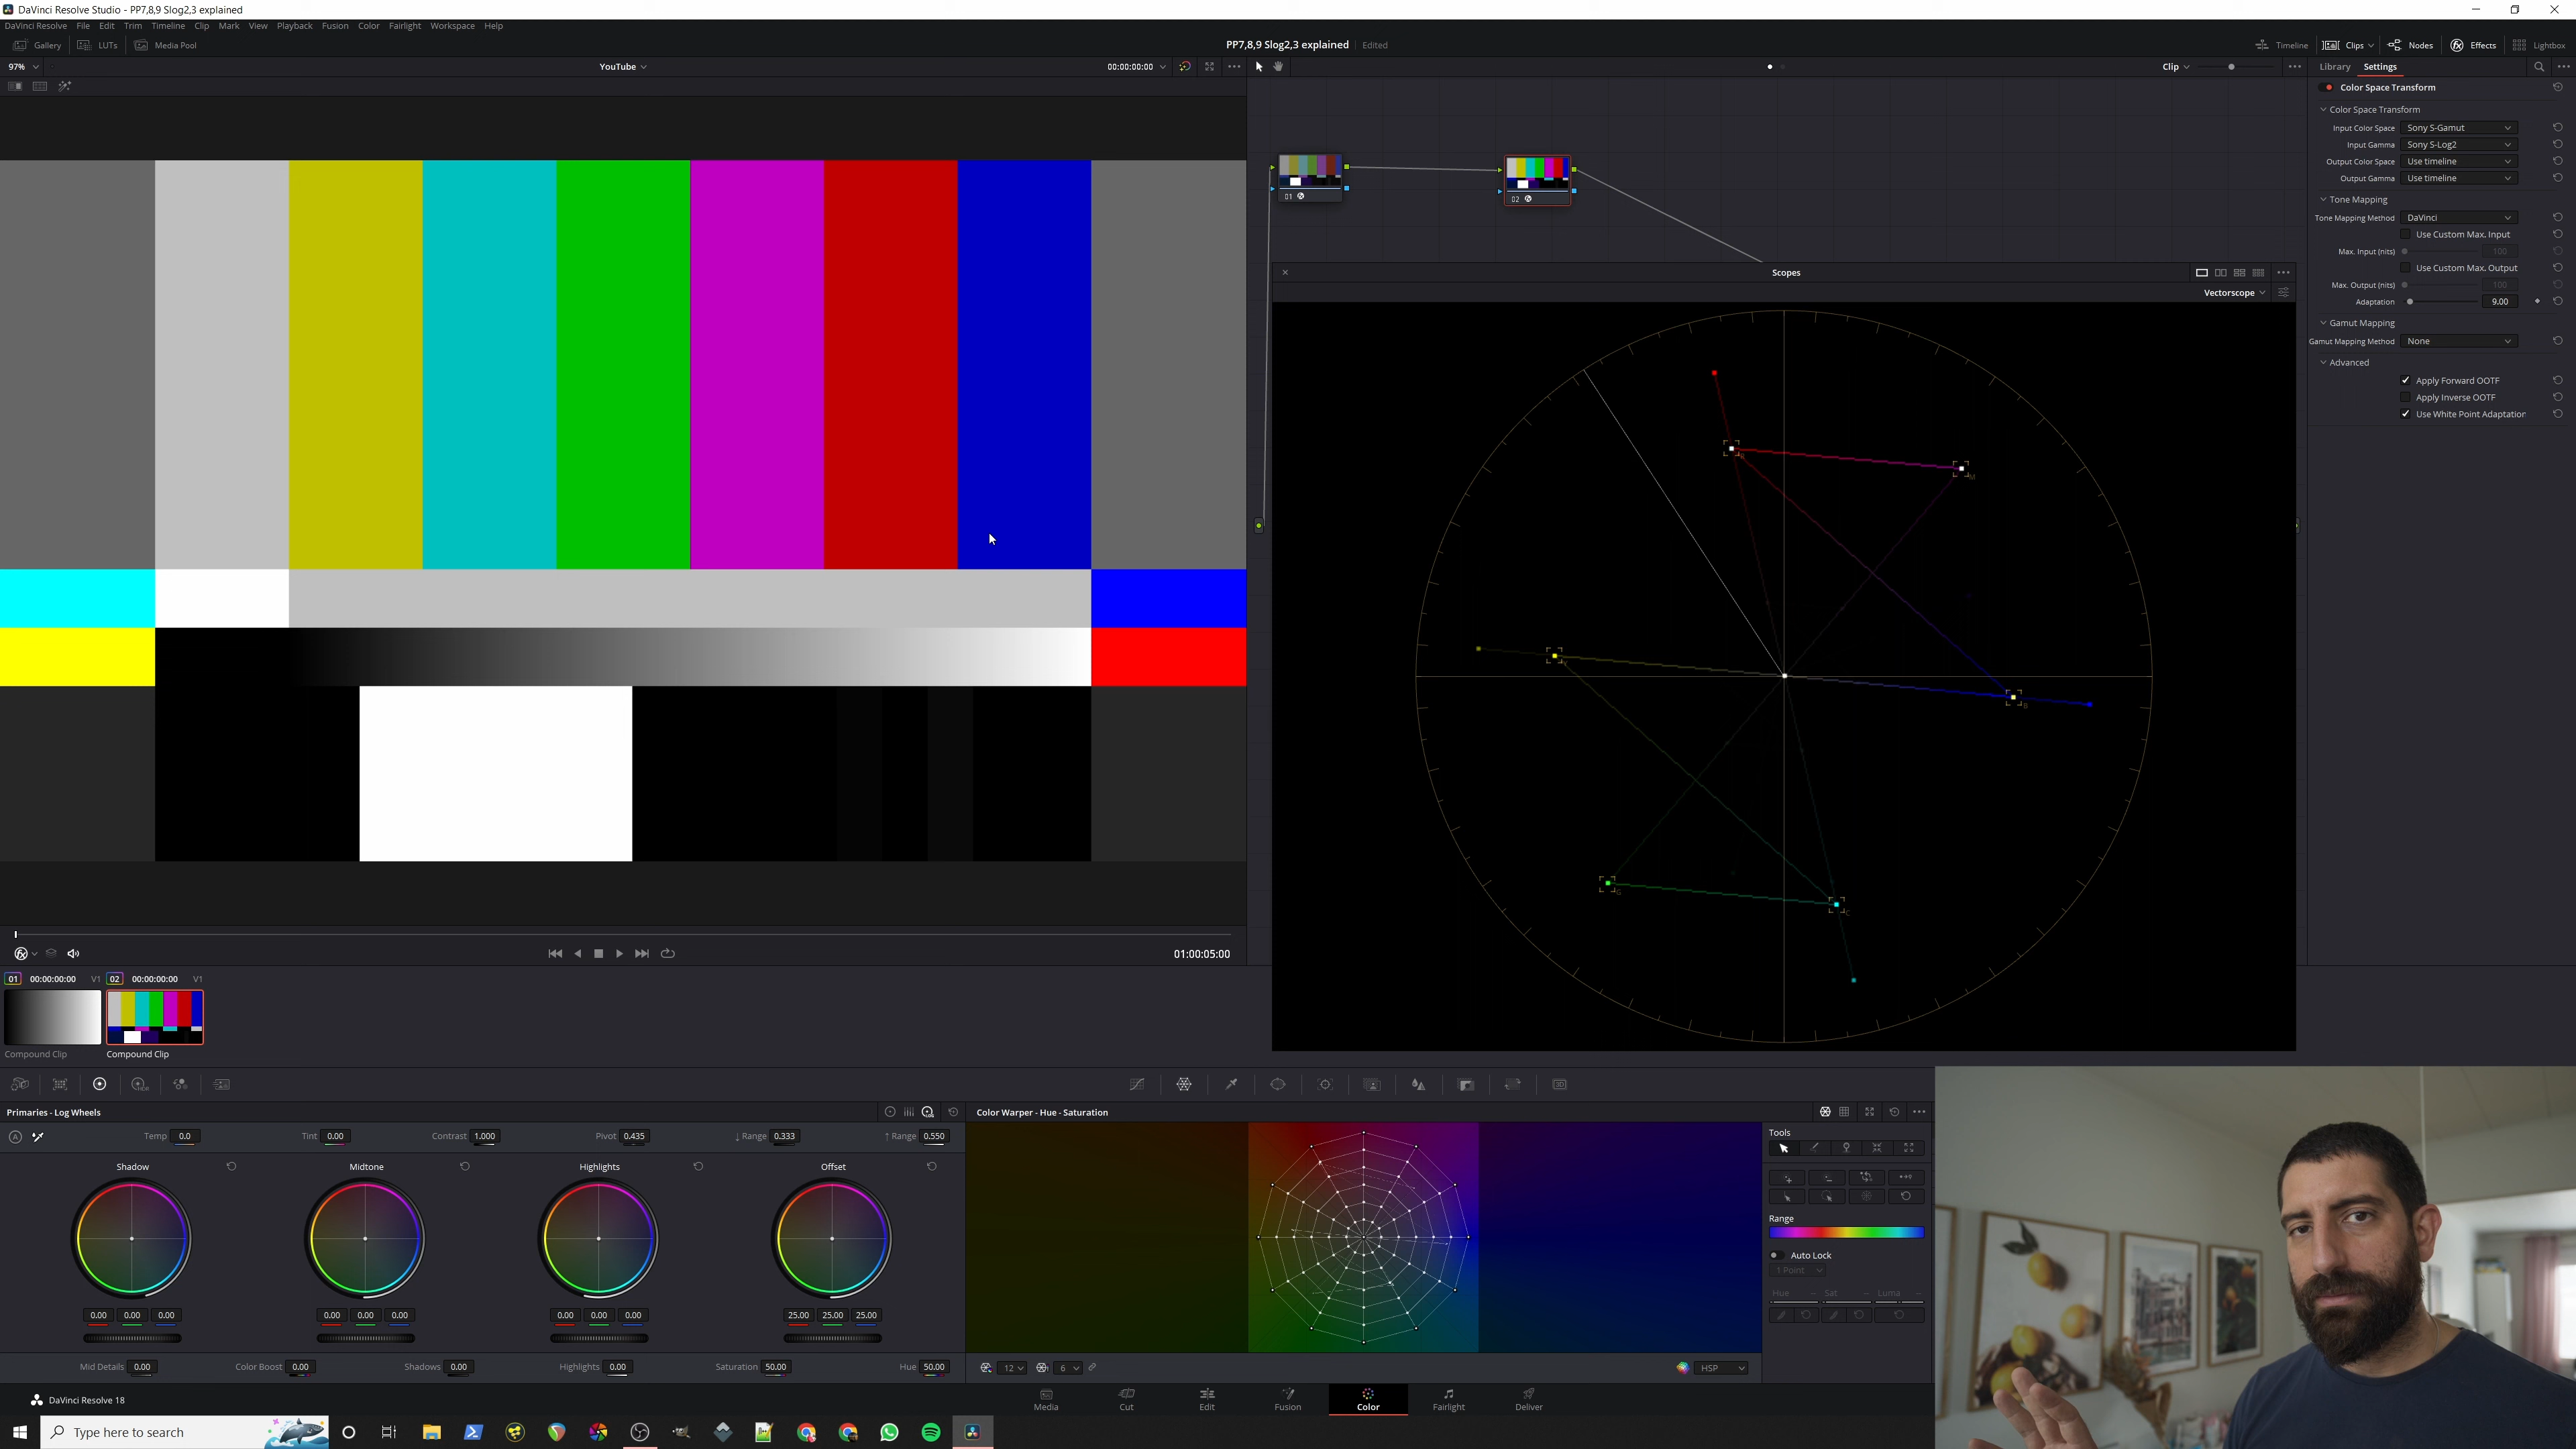 DaVinci Resolve Studio - PP7,8,9 Slog2,3 explained
DaVinci Resolve File Edit Trim Timeline Clip Mark View Playback Fusion Color Fairlight Workspace Help
Gallery LUTs Media Pool PP7,8,9 Slog2,3 explained Edited Timeline Clips Nodes Effects Lightbox
97% YouTube 00:00:00:00 Clip Library Settings
Color Space Transform
Color Space Transform
Input Color Space Sony S-Gamut
Input Gamma Sony S-Log2
Output Color Space Use timeline
Output Gamma Use timeline
Tone Mapping
Tone Mapping Method DaVinci
Use Custom Max. Input
Max. Input (nits) 100
Use Custom Max. Output
Max. Output (nits) 100
Adaptation 9.00
Gamut Mapping
Gamut Mapping Method None
Advanced
Apply Forward OOTF
Apply Inverse OOTF
Use White Point Adaptation
01 02
Scopes
Vectorscope
R
M
Y
B
G
C
01:00:05:00
01 00:00:00:00 V1 02 00:00:00:00 V1
Compound Clip Compound Clip
Primaries - Log Wheels
Temp 0.0 Tint 0.00 Contrast 1.000 Pivot 0.435 ↓ Range 0.333 ↑ Range 0.550
Shadow Midtone Highlights Offset
0.00 0.00 0.00 0.00 0.00 0.00 0.00 0.00 0.00 25.00 25.00 25.00
Mid Details 0.00 Color Boost 0.00 Shadows 0.00 Highlights 0.00 Saturation 50.00 Hue 50.00
Color Warper - Hue - Saturation
Tools
Range
Auto Lock
1 Point
Hue Sat Luma
12 6 HSP
DaVinci Resolve 18
Media Cut Edit Fusion Color Fairlight Deliver
Type here to search